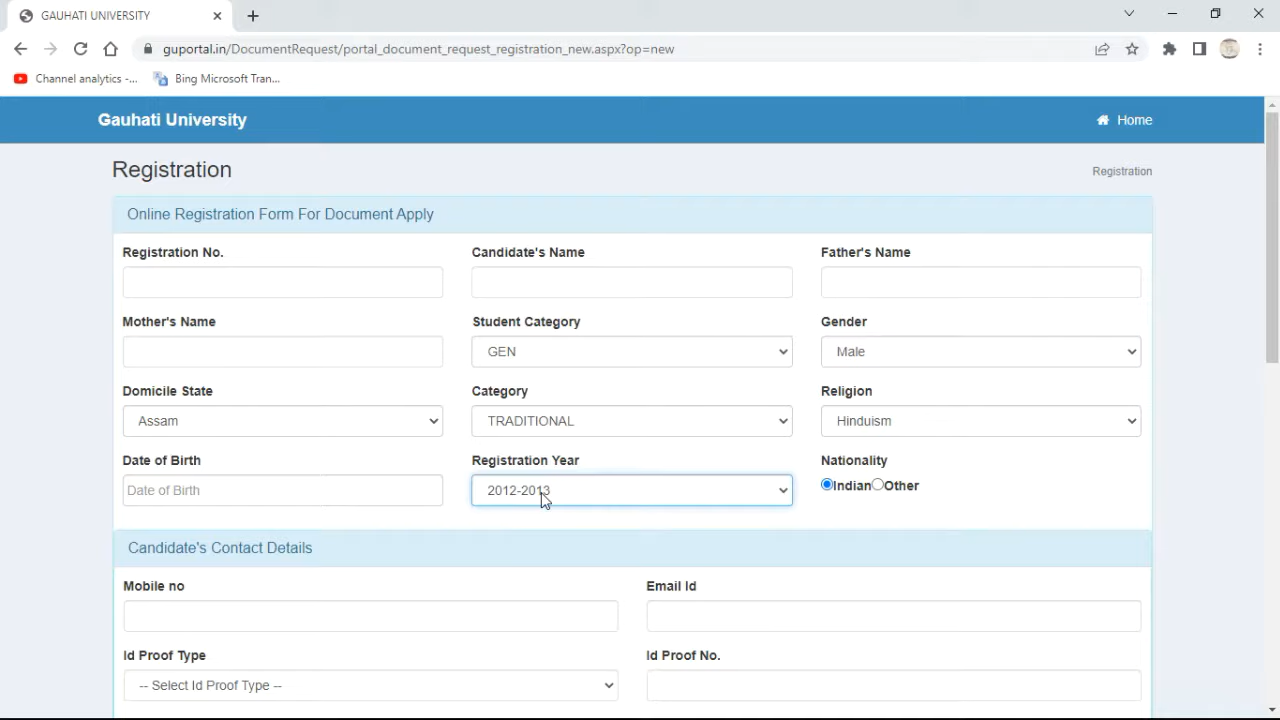 GAUHATI UNIVERSITY
guportal.in/DocumentRequest/portal_document_request_registration_new.aspx?op=new
Channel analytics -... Bing Microsoft Tran...
Gauhati University Home
Registration Registration
Online Registration Form For Document Apply
Registration No. Candidate's Name Father's Name
Mother's Name Student Category Gender
GEN Male
Domicile State Category Religion
Assam TRADITIONAL Hinduism
Date of Birth Registration Year Nationality
Date of Birth 2012-2013 Indian Other
Candidate's Contact Details
Mobile no Email Id
Id Proof Type Id Proof No.
-- Select Id Proof Type --